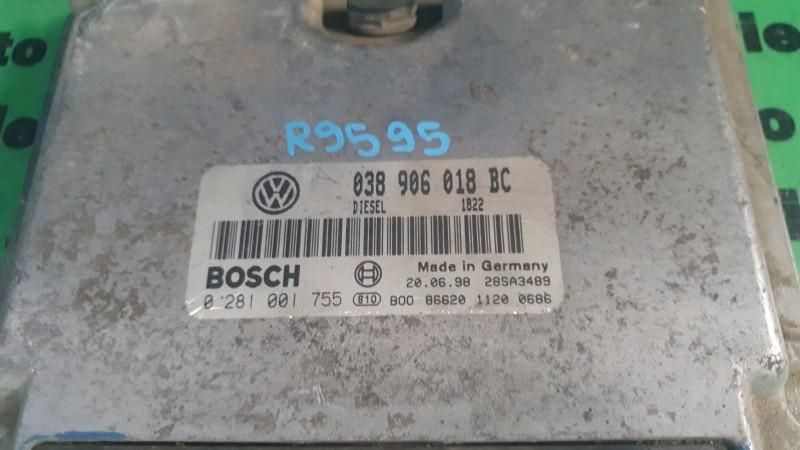 R9595
038 906 018 BC
DIESEL 1822
BOSCH Made in Germany
20.06.98 28SA3489
0 281 001 755 810 B00 86620 1120 0686